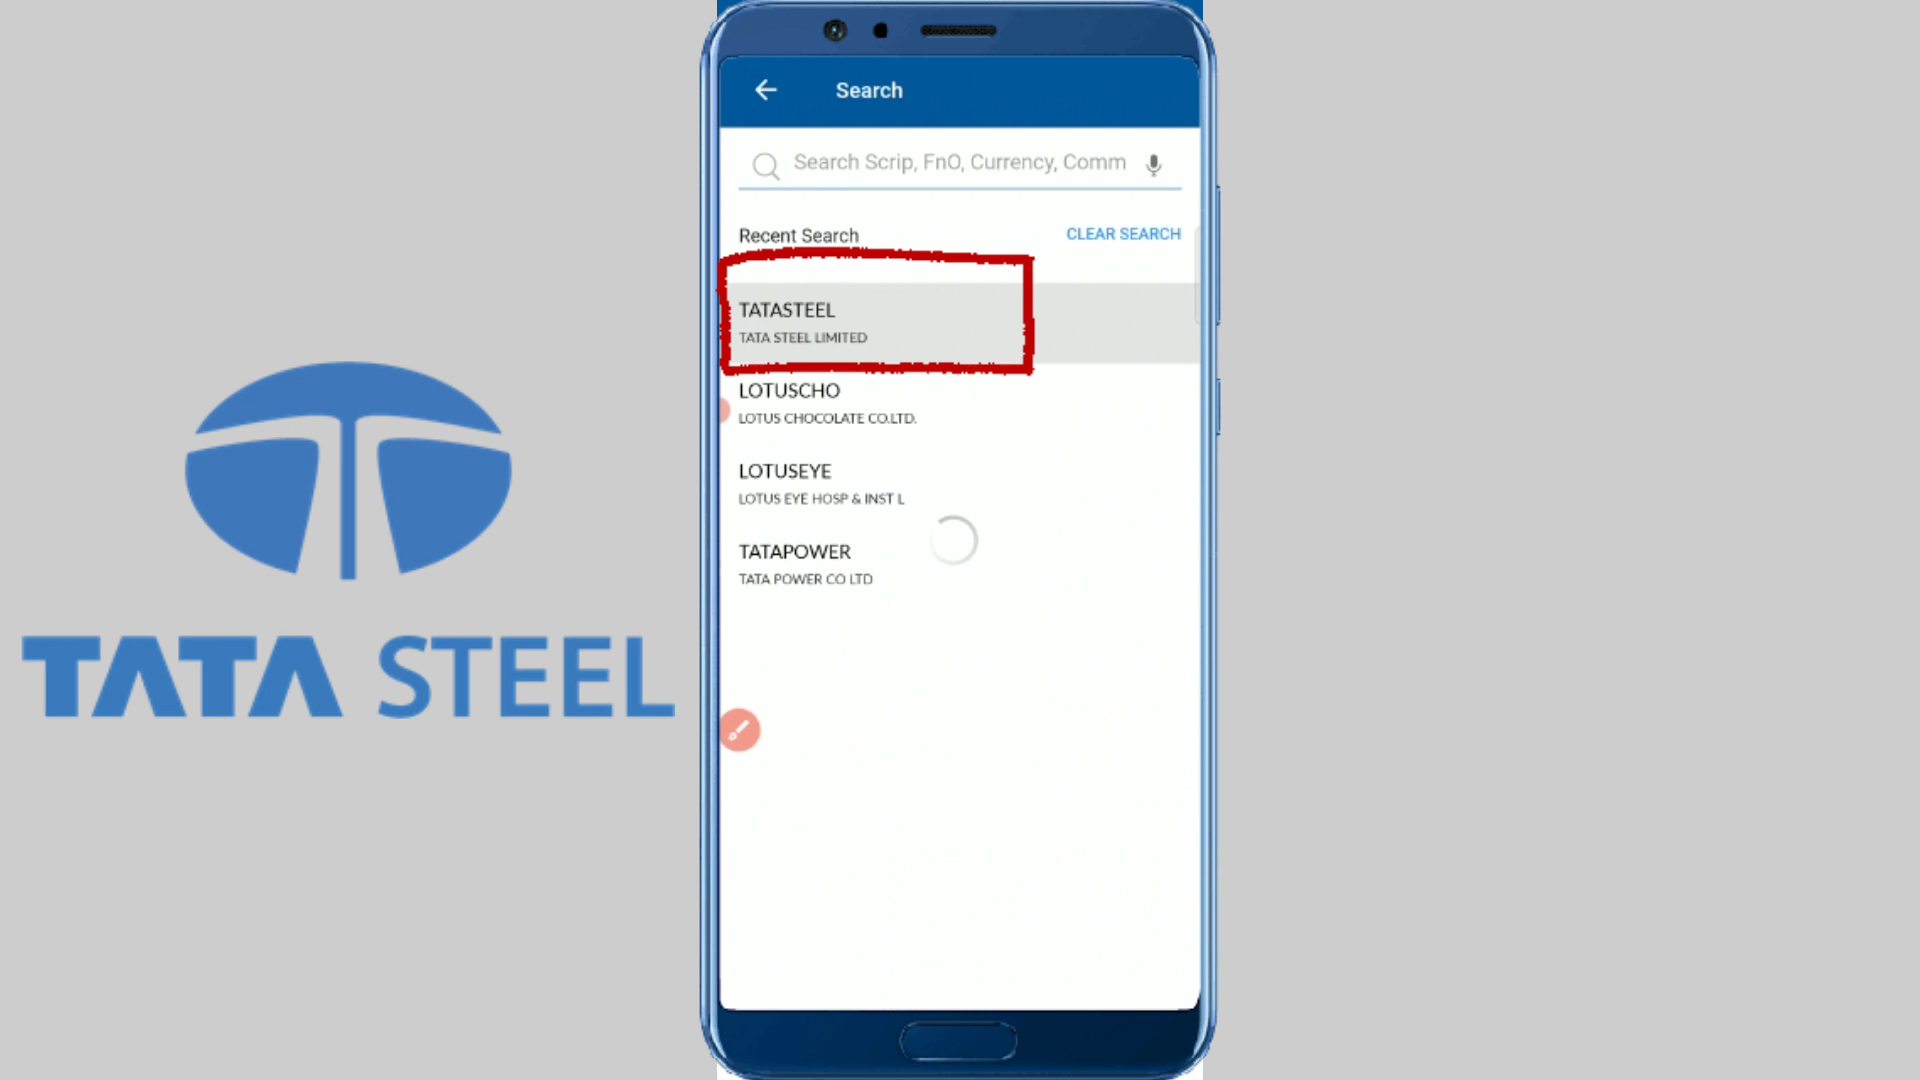 Search
Search Scrip, FnO, Currency, Comm
Recent Search
CLEAR SEARCH
TATASTEEL
TATA STEEL LIMITED
LOTUSCHO
LOTUS CHOCOLATE CO.LTD.
LOTUSEYE
LOTUS EYE HOSP & INST L
TATAPOWER
TATA POWER CO LTD
TATA STEEL